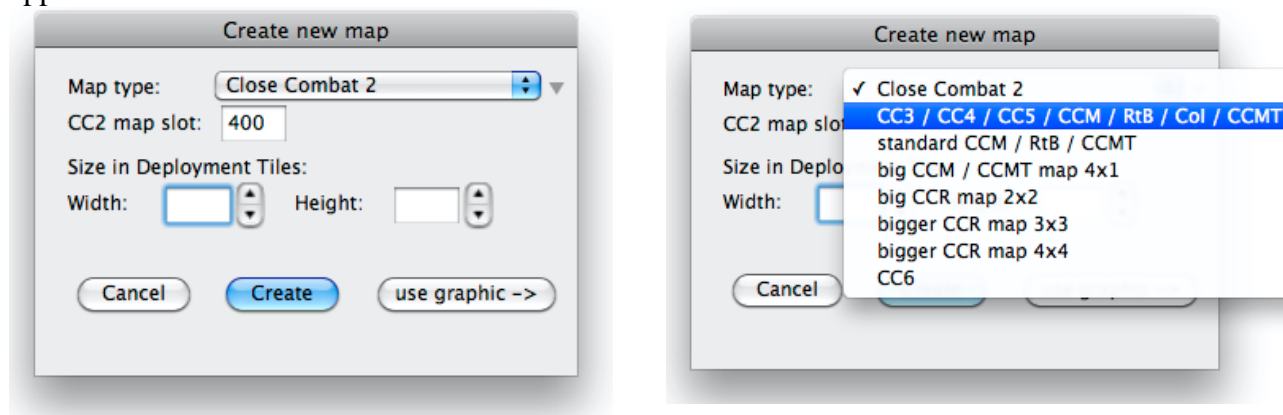 Create new map
Map type: Close Combat 2
CC2 map slot: 400
Size in Deployment Tiles:
Width: Height:
Cancel Create use graphic ->
Create new map
Map type: ✓ Close Combat 2
CC2 map slot CC3 / CC4 / CC5 / CCM / RtB / CoI / CCMT
standard CCM / RtB / CCMT
Size in Deplo big CCM / CCMT map 4x1
big CCR map 2x2
Width: bigger CCR map 3x3
bigger CCR map 4x4
Cancel CC6